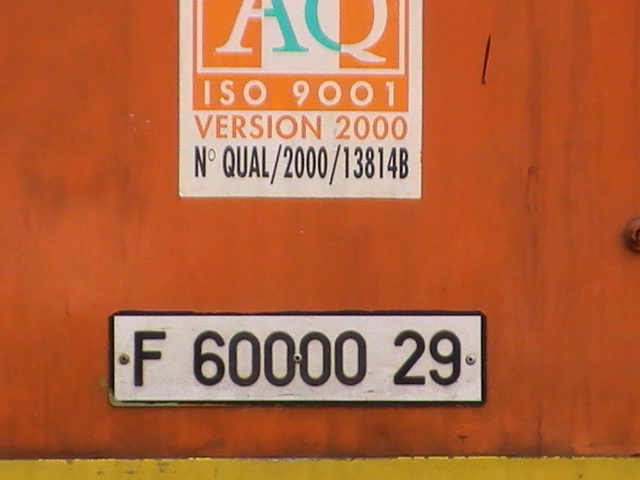 AQ
ISO 9001
VERSION 2000
N° QUAL/2000/13814B
F 60000 29